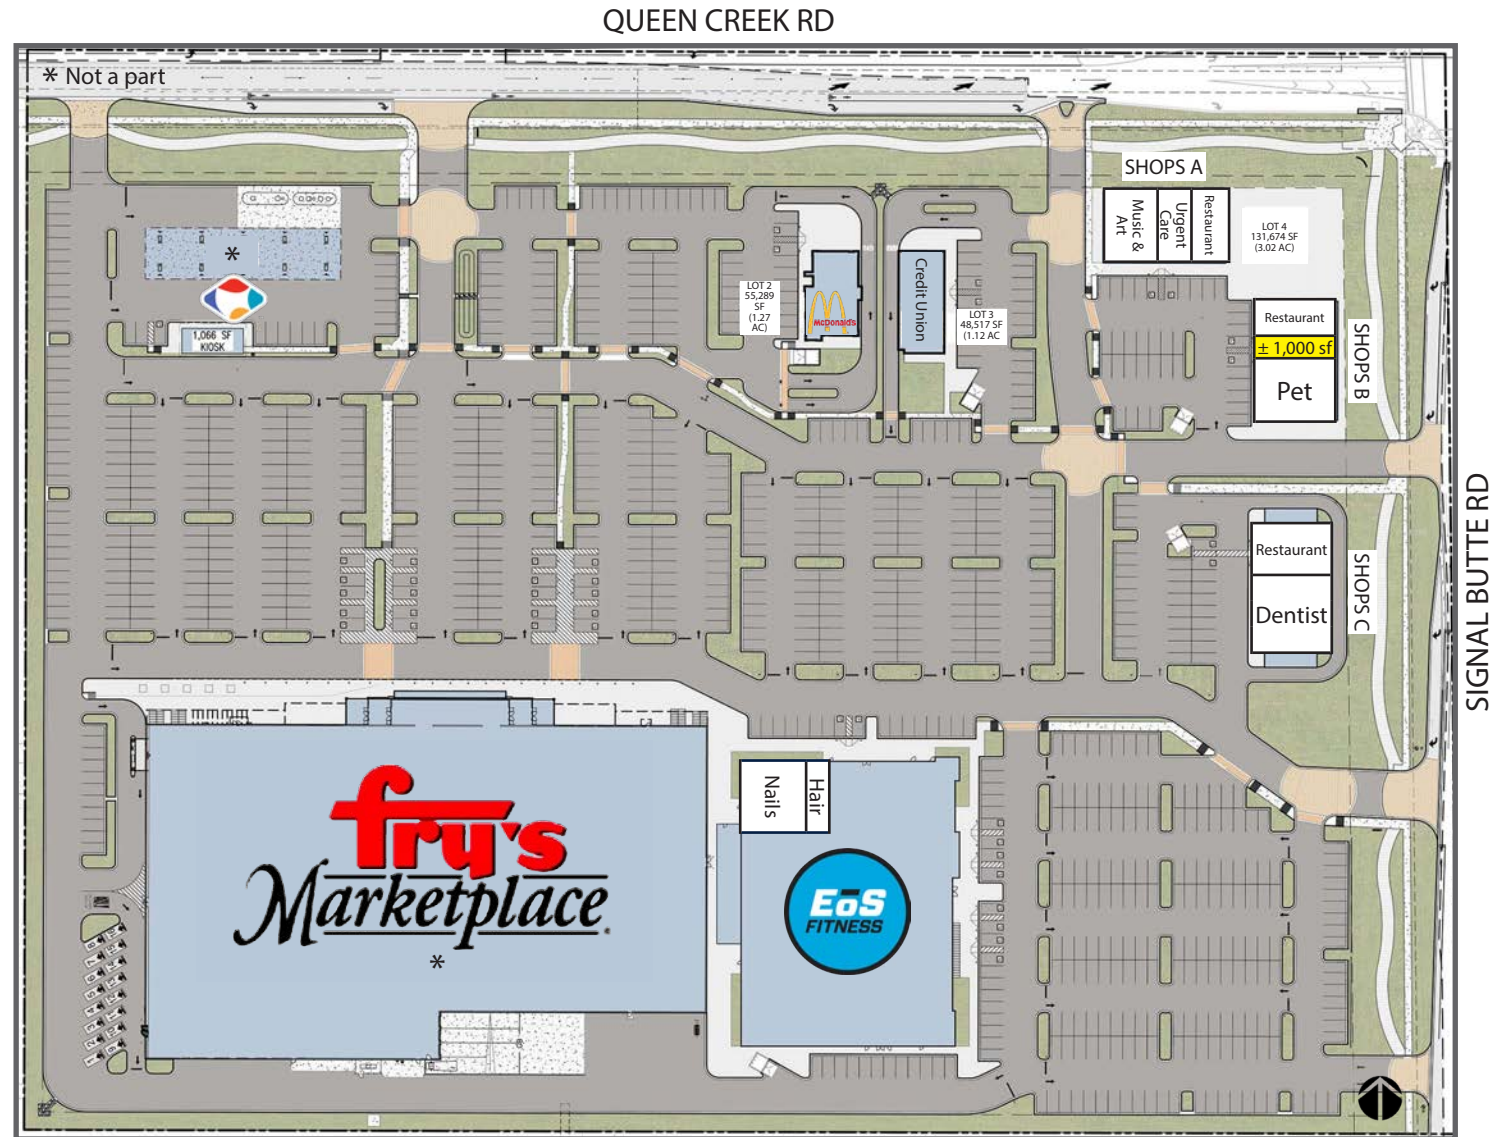 QUEEN CREEK RD
* Not a part
SHOPS A
Music &
Art
Urgent
Care
Restaurant
LOT 4
131,674 SF
(3.02 AC)
*
1,066 SF
KIOSK
LOT 2
55,289
SF
(1.27
AC)
McDonald's
Credit Union
LOT 3
48,517 SF
(1.12 AC
Restaurant
± 1,000 sf
Pet
SHOPS B
SIGNAL BUTTE RD
Restaurant
Dentist
SHOPS C
fry's
Marketplace
*
Nails
Hair
EōS
FITNESS